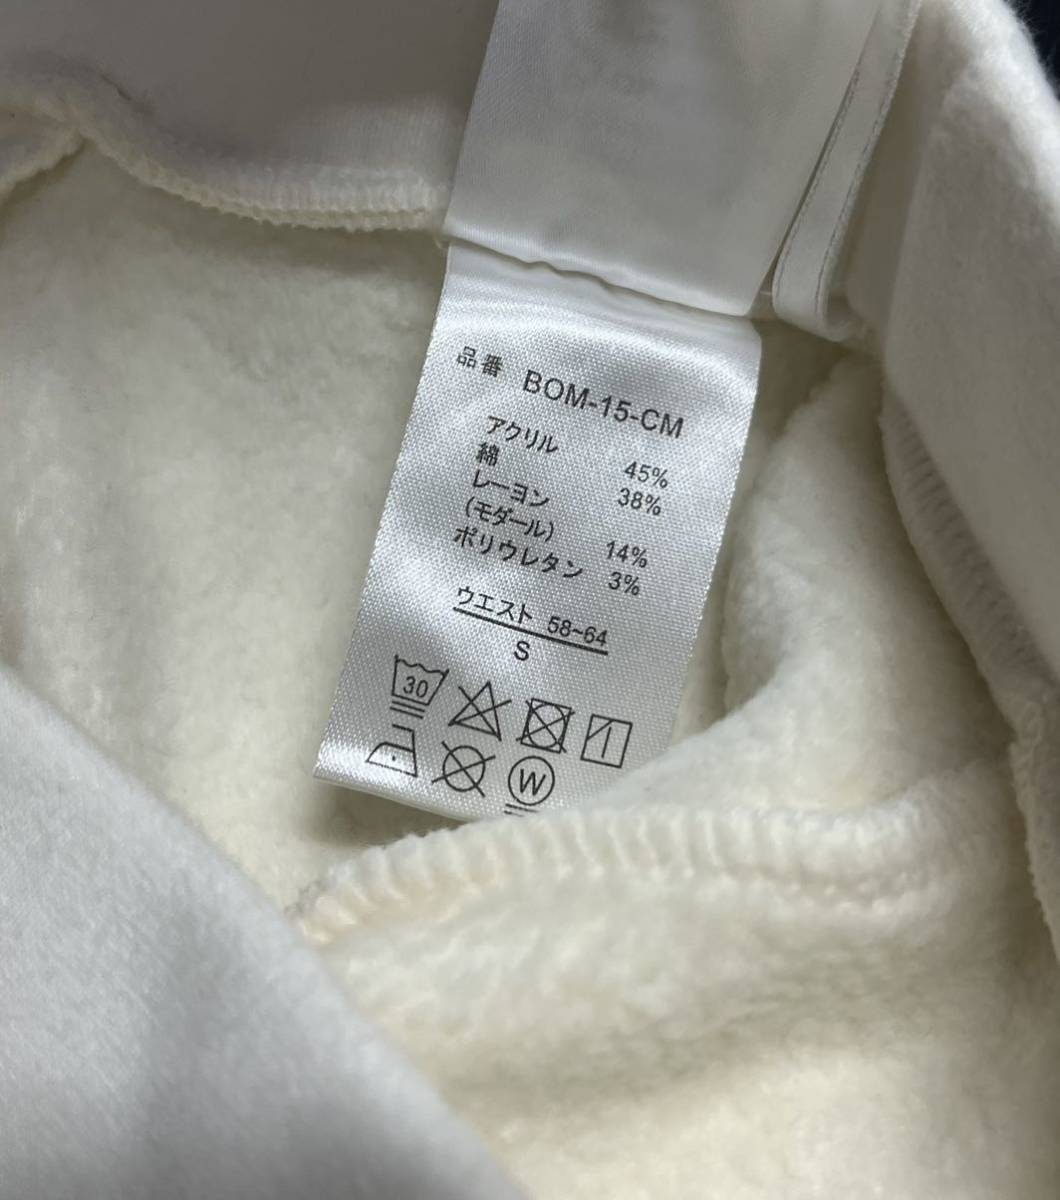 品番 BOM-15-CM
アクリル 45%
綿 38%
レーヨン
(モダール) 14%
ポリウレタン 3%
ウエスト 58~64
S
30
W